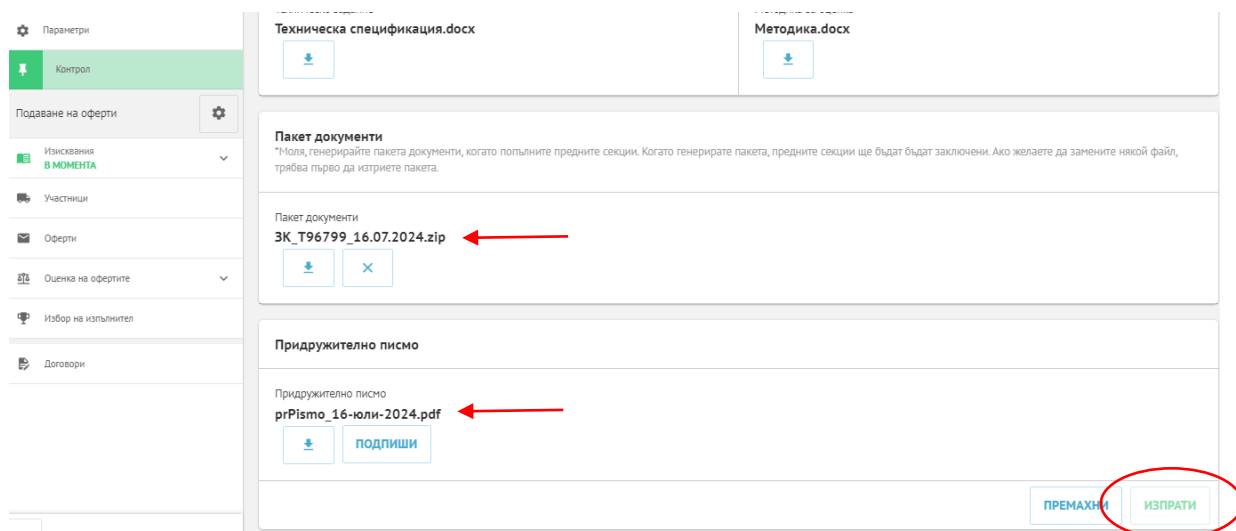 Параметри
Контрол
Подаване на оферти
Изисквания
В МОМЕНТА
Участници
Оферти
Оценка на офертите
Избор на изпълнител
Договори
Техническа спецификация.docx
Методика.docx
Пакет документи
*Моля, генерирайте пакета документи, когато попълните предните секции. Когато генерирате пакета, предните секции ще бъдат бъдат заключени. Ако желаете да замените някой файл,
трябва първо да изтриете пакета.
Пакет документи
ЗК_Т96799_16.07.2024.zip
Придружително писмо
Придружително писмо
prPismo_16-юли-2024.pdf
ПОДПИШИ
ПРЕМАХНИ
ИЗПРАТИ